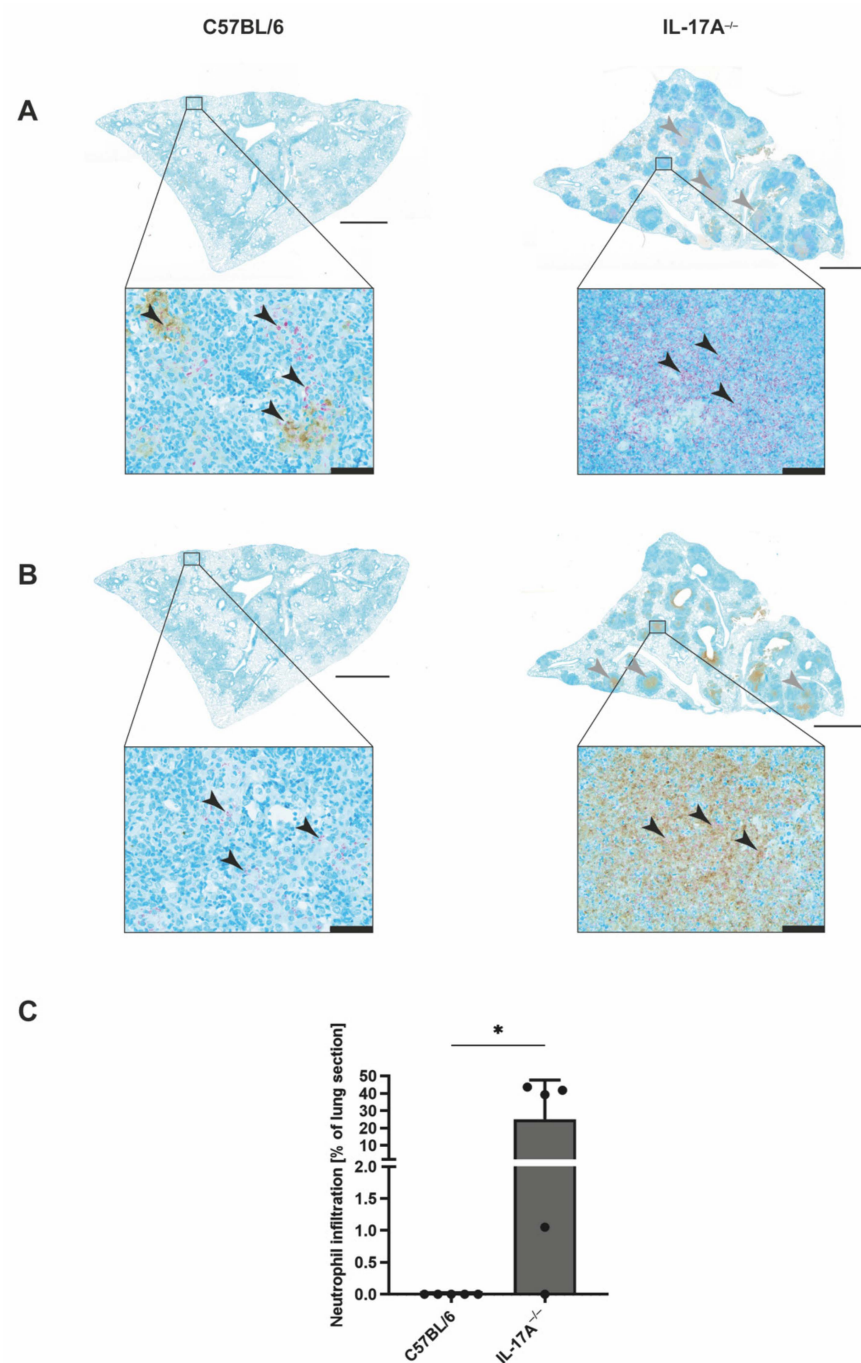 C57BL/6
IL-17A⁻/⁻
A
B
C
*
Neutrophil infiltration [% of lung section]
50
40
30
20
10
2.0
1.5
1.0
0.5
0.0
C57BL/6
IL-17A⁻/⁻